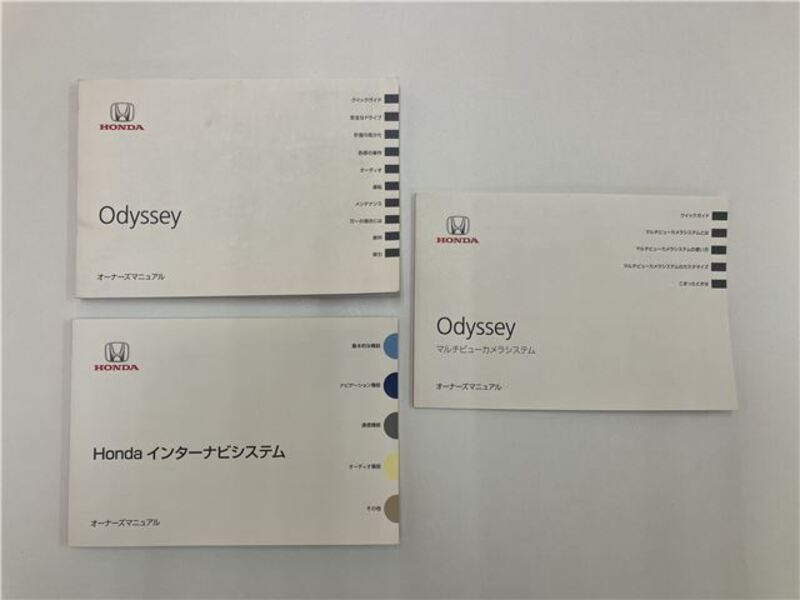 HONDA
Odyssey
オーナーズマニュアル
クイックガイド
安全なドライブ
計器の見かた
各部の操作
オーディオ
運転
メンテナンス
万一の場合には
資料
索引
HONDA
Honda インターナビシステム
オーナーズマニュアル
基本的な機能
ナビゲーション機能
通信機能
オーディオ機能
その他
HONDA
Odyssey
マルチビューカメラシステム
オーナーズマニュアル
クイックガイド
マルチビューカメラシステムとは
マルチビューカメラシステムの使い方
マルチビューカメラシステムのカスタマイズ
こまったときは